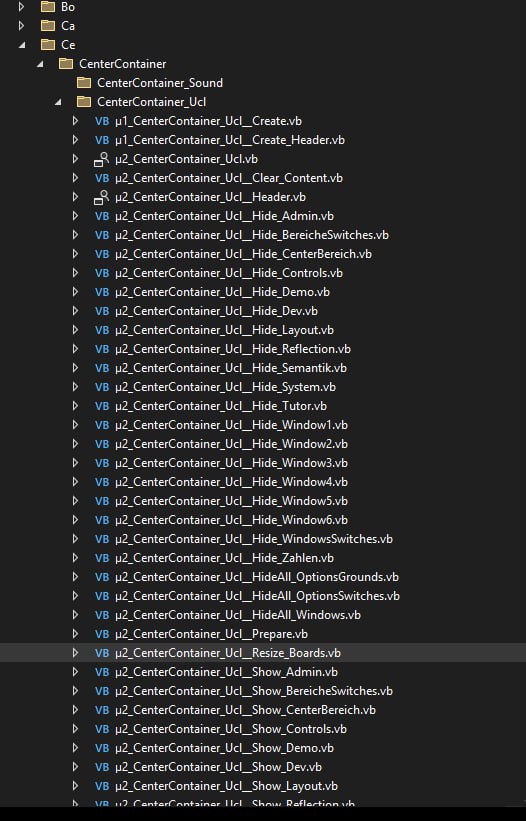 Bo
Ca
Ce
CenterContainer
CenterContainer_Sound
CenterContainer_Ucl
VB µ1_CenterContainer_Ucl__Create.vb
VB µ1_CenterContainer_Ucl__Create_Header.vb
µ2_CenterContainer_Ucl.vb
VB µ2_CenterContainer_Ucl__Clear_Content.vb
µ2_CenterContainer_Ucl__Header.vb
VB µ2_CenterContainer_Ucl__Hide_Admin.vb
VB µ2_CenterContainer_Ucl__Hide_BereicheSwitches.vb
VB µ2_CenterContainer_Ucl__Hide_CenterBereich.vb
VB µ2_CenterContainer_Ucl__Hide_Controls.vb
VB µ2_CenterContainer_Ucl__Hide_Demo.vb
VB µ2_CenterContainer_Ucl__Hide_Dev.vb
VB µ2_CenterContainer_Ucl__Hide_Layout.vb
VB µ2_CenterContainer_Ucl__Hide_Reflection.vb
VB µ2_CenterContainer_Ucl__Hide_Semantik.vb
VB µ2_CenterContainer_Ucl__Hide_System.vb
VB µ2_CenterContainer_Ucl__Hide_Tutor.vb
VB µ2_CenterContainer_Ucl__Hide_Window1.vb
VB µ2_CenterContainer_Ucl__Hide_Window2.vb
VB µ2_CenterContainer_Ucl__Hide_Window3.vb
VB µ2_CenterContainer_Ucl__Hide_Window4.vb
VB µ2_CenterContainer_Ucl__Hide_Window5.vb
VB µ2_CenterContainer_Ucl__Hide_Window6.vb
VB µ2_CenterContainer_Ucl__Hide_WindowsSwitches.vb
VB µ2_CenterContainer_Ucl__Hide_Zahlen.vb
VB µ2_CenterContainer_Ucl__HideAll_OptionsGrounds.vb
VB µ2_CenterContainer_Ucl__HideAll_OptionsSwitches.vb
VB µ2_CenterContainer_Ucl__HideAll_Windows.vb
VB µ2_CenterContainer_Ucl__Prepare.vb
VB µ2_CenterContainer_Ucl__Resize_Boards.vb
VB µ2_CenterContainer_Ucl__Show_Admin.vb
VB µ2_CenterContainer_Ucl__Show_BereicheSwitches.vb
VB µ2_CenterContainer_Ucl__Show_CenterBereich.vb
VB µ2_CenterContainer_Ucl__Show_Controls.vb
VB µ2_CenterContainer_Ucl__Show_Demo.vb
VB µ2_CenterContainer_Ucl__Show_Dev.vb
VB µ2_CenterContainer_Ucl__Show_Layout.vb
VB µ2_CenterContainer_Ucl__Show_Reflection.vb